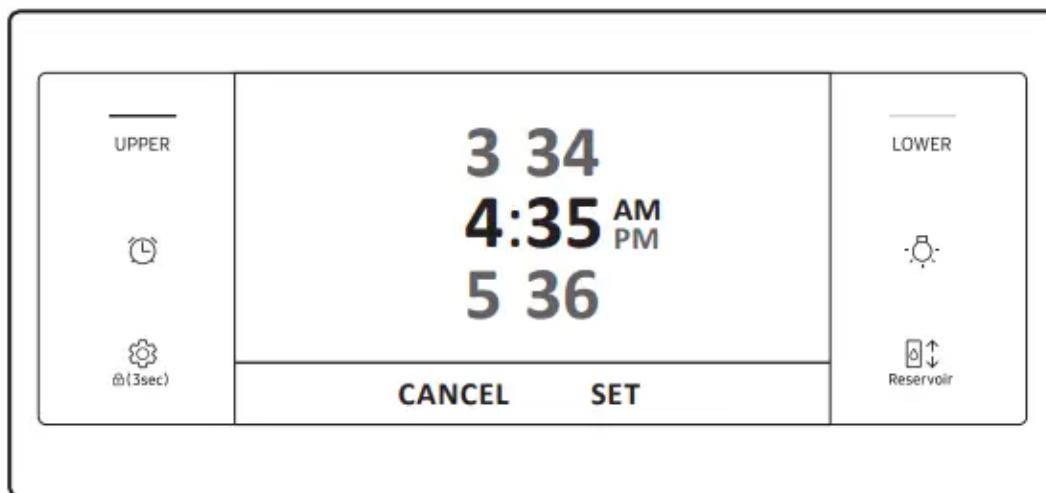 UPPER
(3sec)
3 34
4:35 AM
PM
5 36
CANCEL SET
LOWER
Reservoir